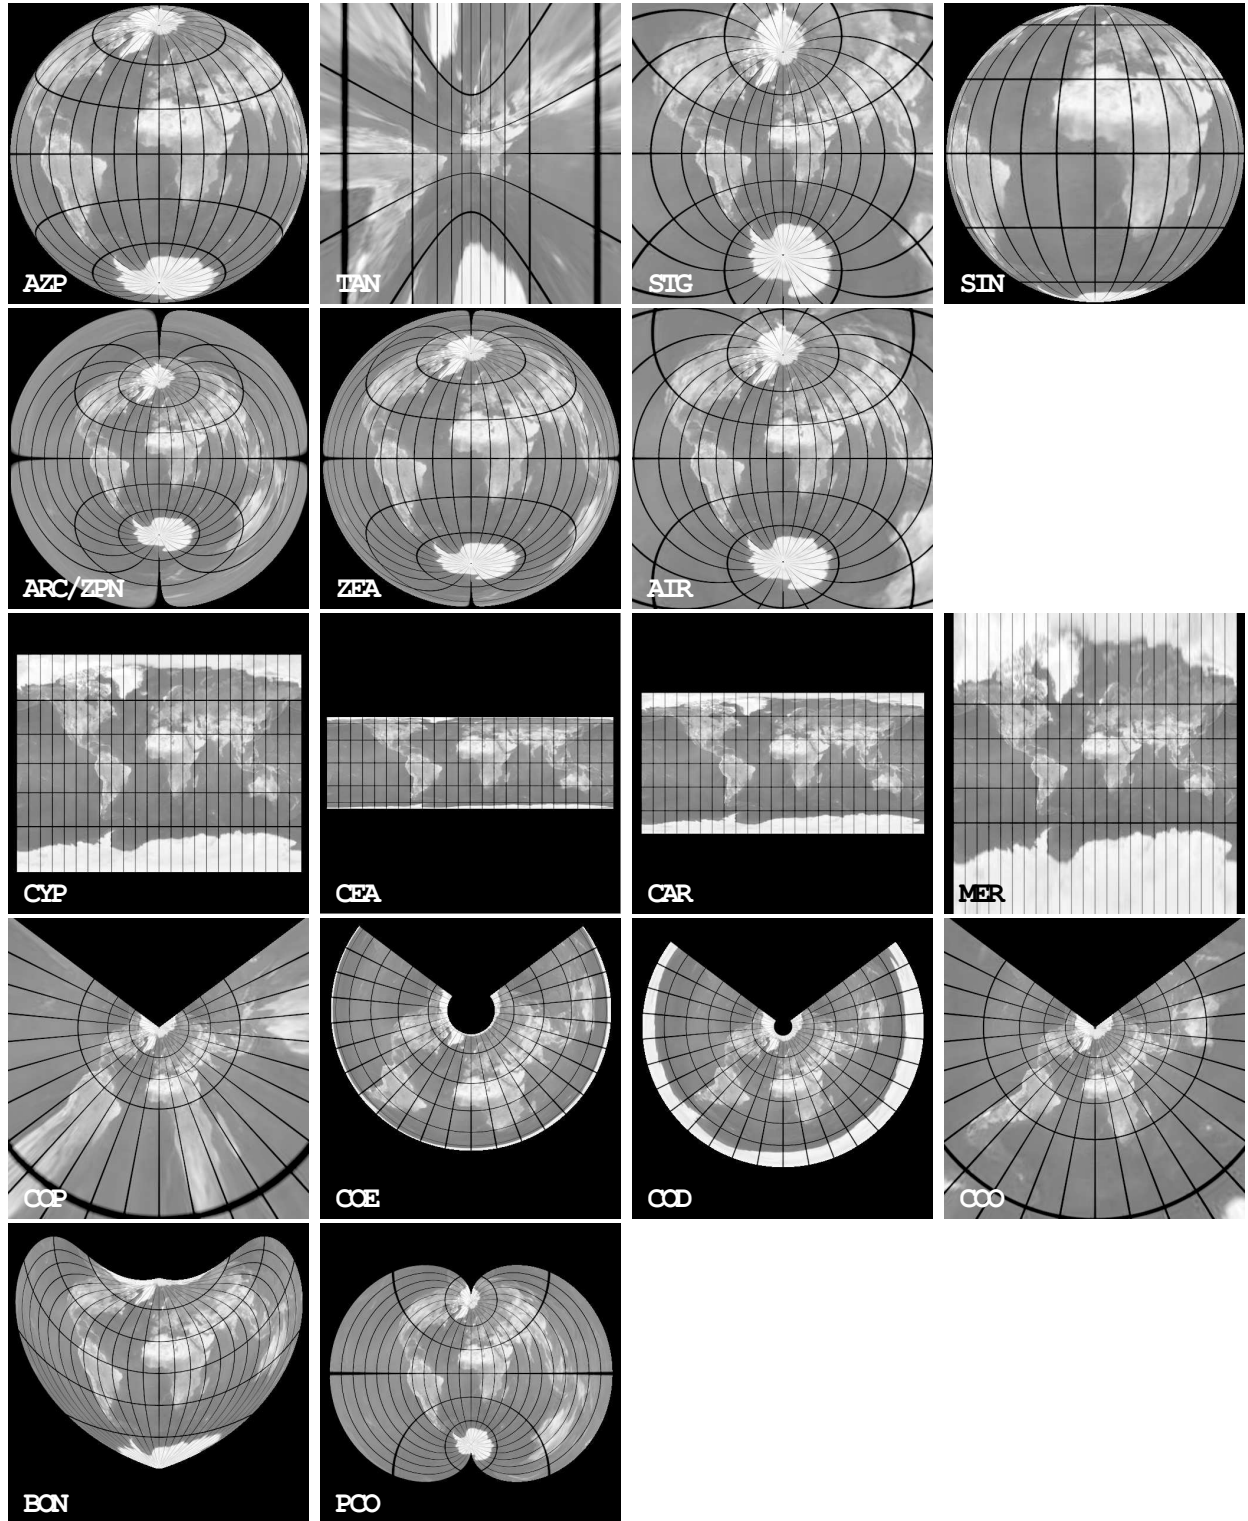 AZP
TAN
STG
SIN
ARC/ZPN
ZEA
AIR
CYP
CEA
CAR
MER
COP
COE
COD
COO
BON
PCO